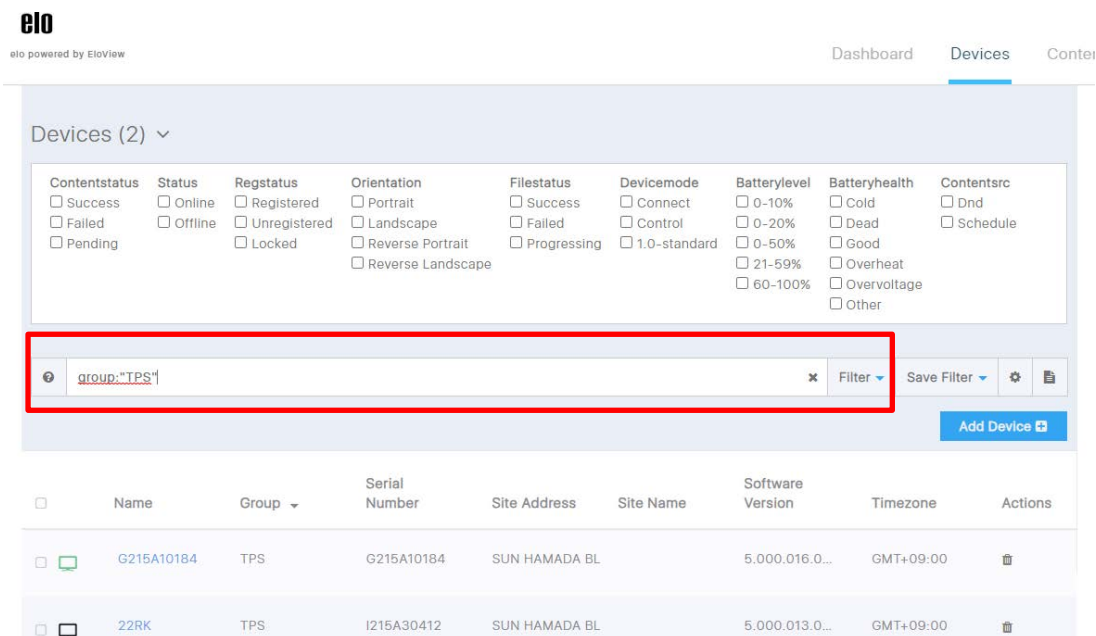 elo
elo powered by EloView
Dashboard Devices Conter
Devices (2)
Contentstatus Status Regstatus Orientation Filestatus Devicemode Batterylevel Batteryhealth Contentsrc
Success Online Registered Portrait Success Connect 0-10% Cold Dnd
Failed Offline Unregistered Landscape Failed Control 0-20% Dead Schedule
Pending Locked Reverse Portrait Progressing 1.0-standard 0-50% Good
Reverse Landscape 21-59% Overheat
60-100% Overvoltage
Other
group:"TPS" Filter Save Filter
Add Device
Name Group Serial Number Site Address Site Name Software Version Timezone Actions
G215A10184 TPS G215A10184 SUN HAMADA BL 5.000.016.0... GMT+09:00
22RK TPS I215A30412 SUN HAMADA BL 5.000.013.0... GMT+09:00